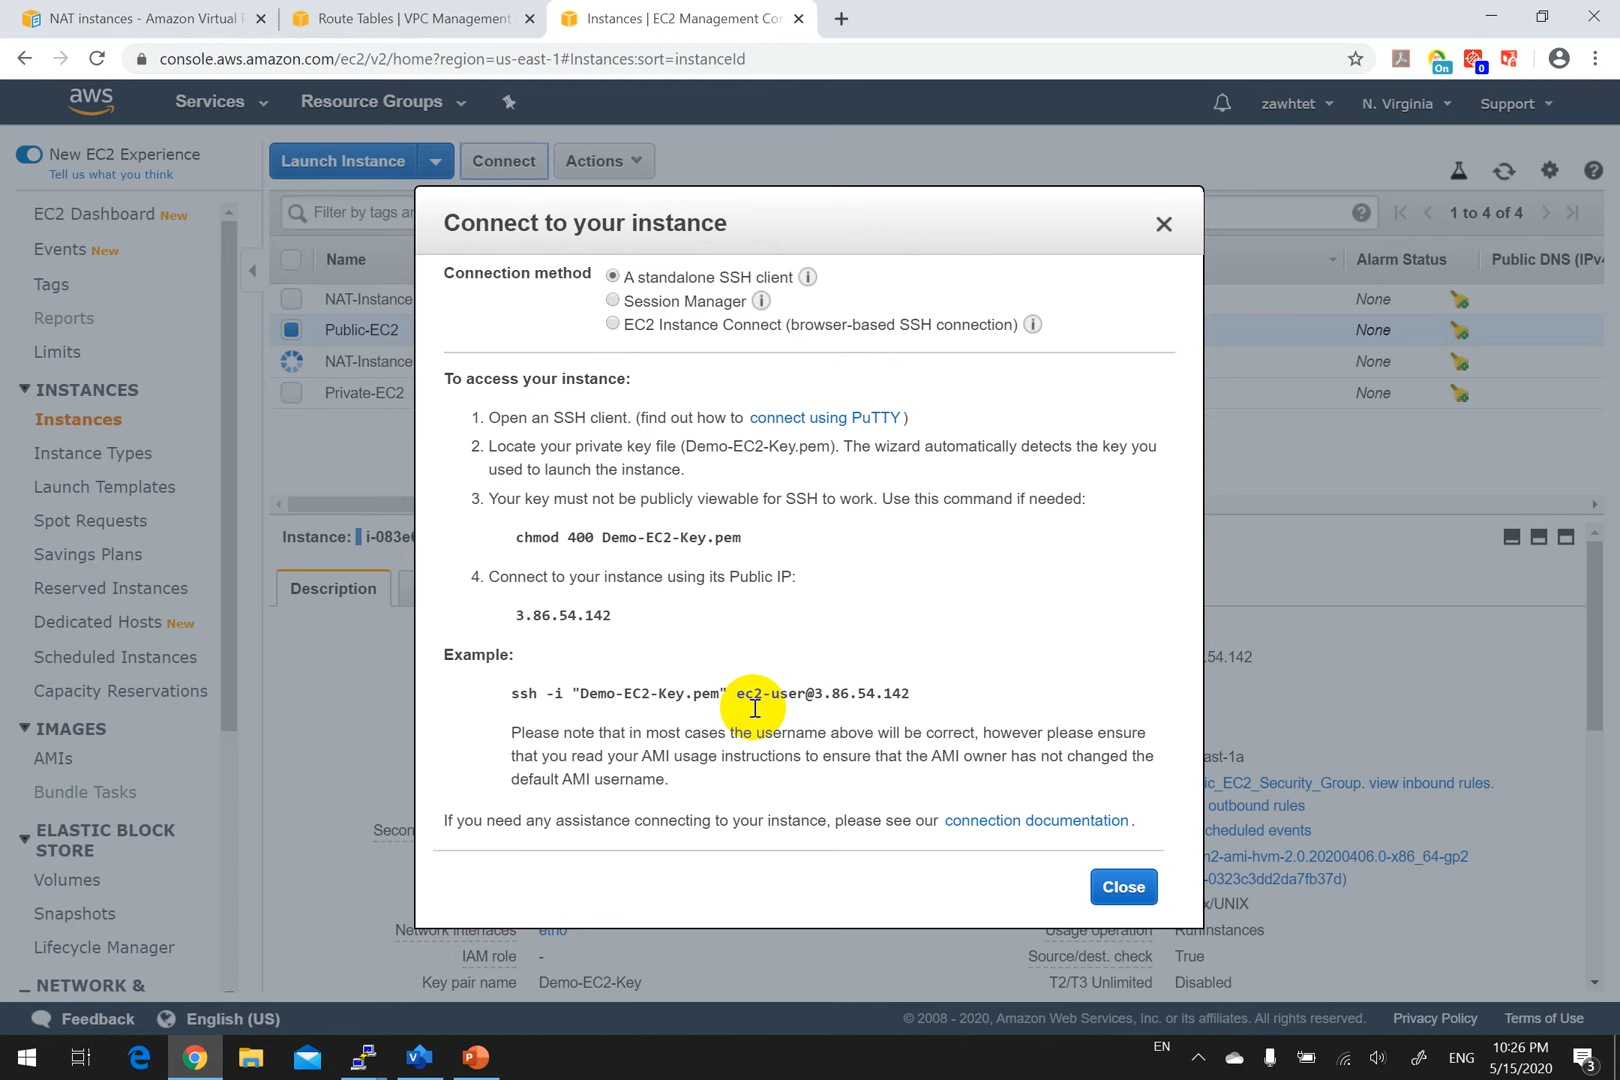 NAT instances - Amazon Virtual
Route Tables | VPC Management
Instances | EC2 Management Co
console.aws.amazon.com/ec2/v2/home?region=us-east-1#Instances:sort=instanceId
On
0
aws
Services
Resource Groups
zawhtet
N. Virginia
Support
New EC2 Experience
Tell us what you think
Launch Instance
Connect
Actions
EC2 Dashboard New
Events New
Tags
Reports
Limits
INSTANCES
Instances
Instance Types
Launch Templates
Spot Requests
Savings Plans
Reserved Instances
Dedicated Hosts New
Scheduled Instances
Capacity Reservations
IMAGES
AMIs
Bundle Tasks
ELASTIC BLOCK
STORE
Volumes
Snapshots
Lifecycle Manager
NETWORK &
Filter by tags
1 to 4 of 4
Name
Alarm Status
Public DNS (IPv4
NAT-Instance
None
Public-EC2
None
NAT-Instance
None
Private-EC2
None
Instance: i-083e
Description
Connect to your instance
Connection method
A standalone SSH client
Session Manager
EC2 Instance Connect (browser-based SSH connection)
To access your instance:
1. Open an SSH client. (find out how to connect using PuTTY )
2. Locate your private key file (Demo-EC2-Key.pem). The wizard automatically detects the key you
used to launch the instance.
3. Your key must not be publicly viewable for SSH to work. Use this command if needed:
chmod 400 Demo-EC2-Key.pem
4. Connect to your instance using its Public IP:
3.86.54.142
Example:
ssh -i "Demo-EC2-Key.pem" ec2-user@3.86.54.142
Please note that in most cases the username above will be correct, however please ensure
that you read your AMI usage instructions to ensure that the AMI owner has not changed the
default AMI username.
If you need any assistance connecting to your instance, please see our connection documentation .
Close
.54.142
ast-1a
ic_EC2_Security_Group. view inbound rules.
outbound rules
cheduled events
n2-ami-hvm-2.0.20200406.0-x86_64-gp2
-0323c3dd2da7fb37d)
x/UNIX
Secon
Network interfaces eth0
Usage operation RunInstances
IAM role -
Source/dest. check True
Key pair name Demo-EC2-Key
T2/T3 Unlimited Disabled
Feedback
English (US)
© 2008 - 2020, Amazon Web Services, Inc. or its affiliates. All rights reserved.
Privacy Policy
Terms of Use
EN
ENG
10:26 PM
5/15/2020
3